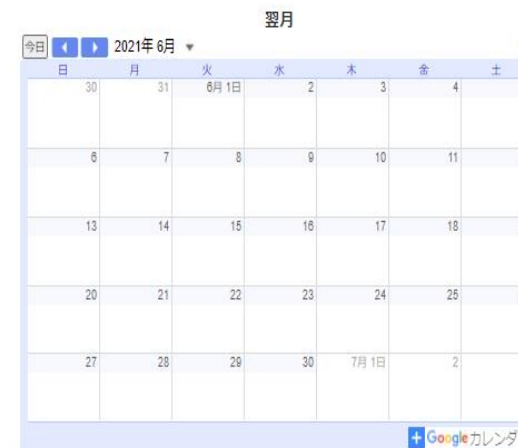 翌月
今日 2021年 6月
日 月 火 水 木 金 土
30 31 6月 1日 2 3 4
6 7 8 9 10 11
13 14 15 16 17 18
20 21 22 23 24 25
27 28 29 30 7月 1日 2
Googleカレンダ